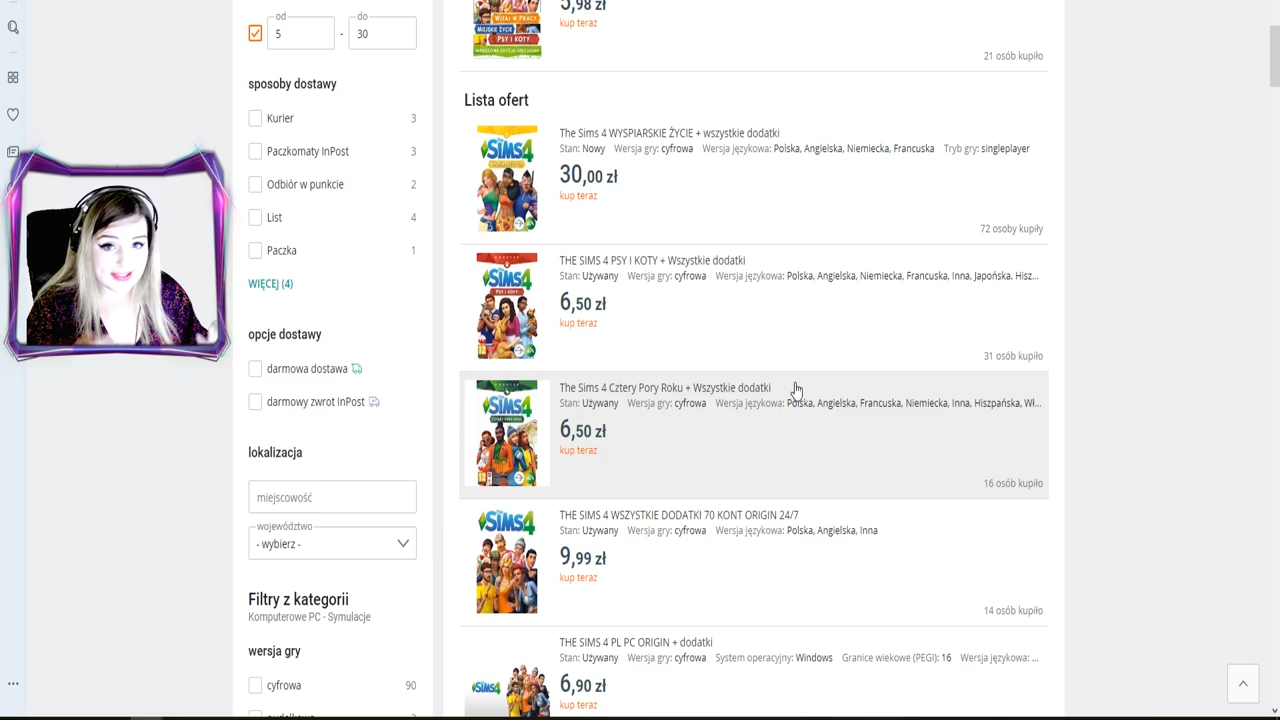 od
do
5
-
30
sposoby dostawy
Kurier
3
Paczkomaty InPost
3
Odbiór w punkcie
2
List
4
Paczka
1
WIĘCEJ (4)
opcje dostawy
darmowa dostawa
darmowy zwrot InPost
lokalizacja
miejscowość
województwo
- wybierz -
Filtry z kategorii
Komputerowe PC - Symulacje
wersja gry
cyfrowa
90
WITAJ W PRACY
MIEJSKIE ŻYCIE
PSY I KOTY
5,98 zł
kup teraz
21 osób kupiło
Lista ofert
The Sims 4 WYSPIARSKIE ŻYCIE + wszystkie dodatki
Stan: Nowy Wersja gry: cyfrowa Wersja językowa: Polska, Angielska, Niemiecka, Francuska Tryb gry: singleplayer
30,00 zł
kup teraz
72 osoby kupiły
THE SIMS 4 PSY I KOTY + Wszystkie dodatki
Stan: Używany Wersja gry: cyfrowa Wersja językowa: Polska, Angielska, Niemiecka, Francuska, Inna, Japońska, Hisz...
6,50 zł
kup teraz
31 osób kupiło
The Sims 4 Cztery Pory Roku + Wszystkie dodatki
Stan: Używany Wersja gry: cyfrowa Wersja językowa: Polska, Angielska, Francuska, Niemiecka, Inna, Hiszpańska, Wł...
6,50 zł
kup teraz
16 osób kupiło
THE SIMS 4 WSZYSTKIE DODATKI 70 KONT ORIGIN 24/7
Stan: Używany Wersja gry: cyfrowa Wersja językowa: Polska, Angielska, Inna
9,99 zł
kup teraz
14 osób kupiło
THE SIMS 4 PL PC ORIGIN + dodatki
Stan: Używany Wersja gry: cyfrowa System operacyjny: Windows Granice wiekowe (PEGI): 16 Wersja językowa: ...
6,90 zł
kup teraz